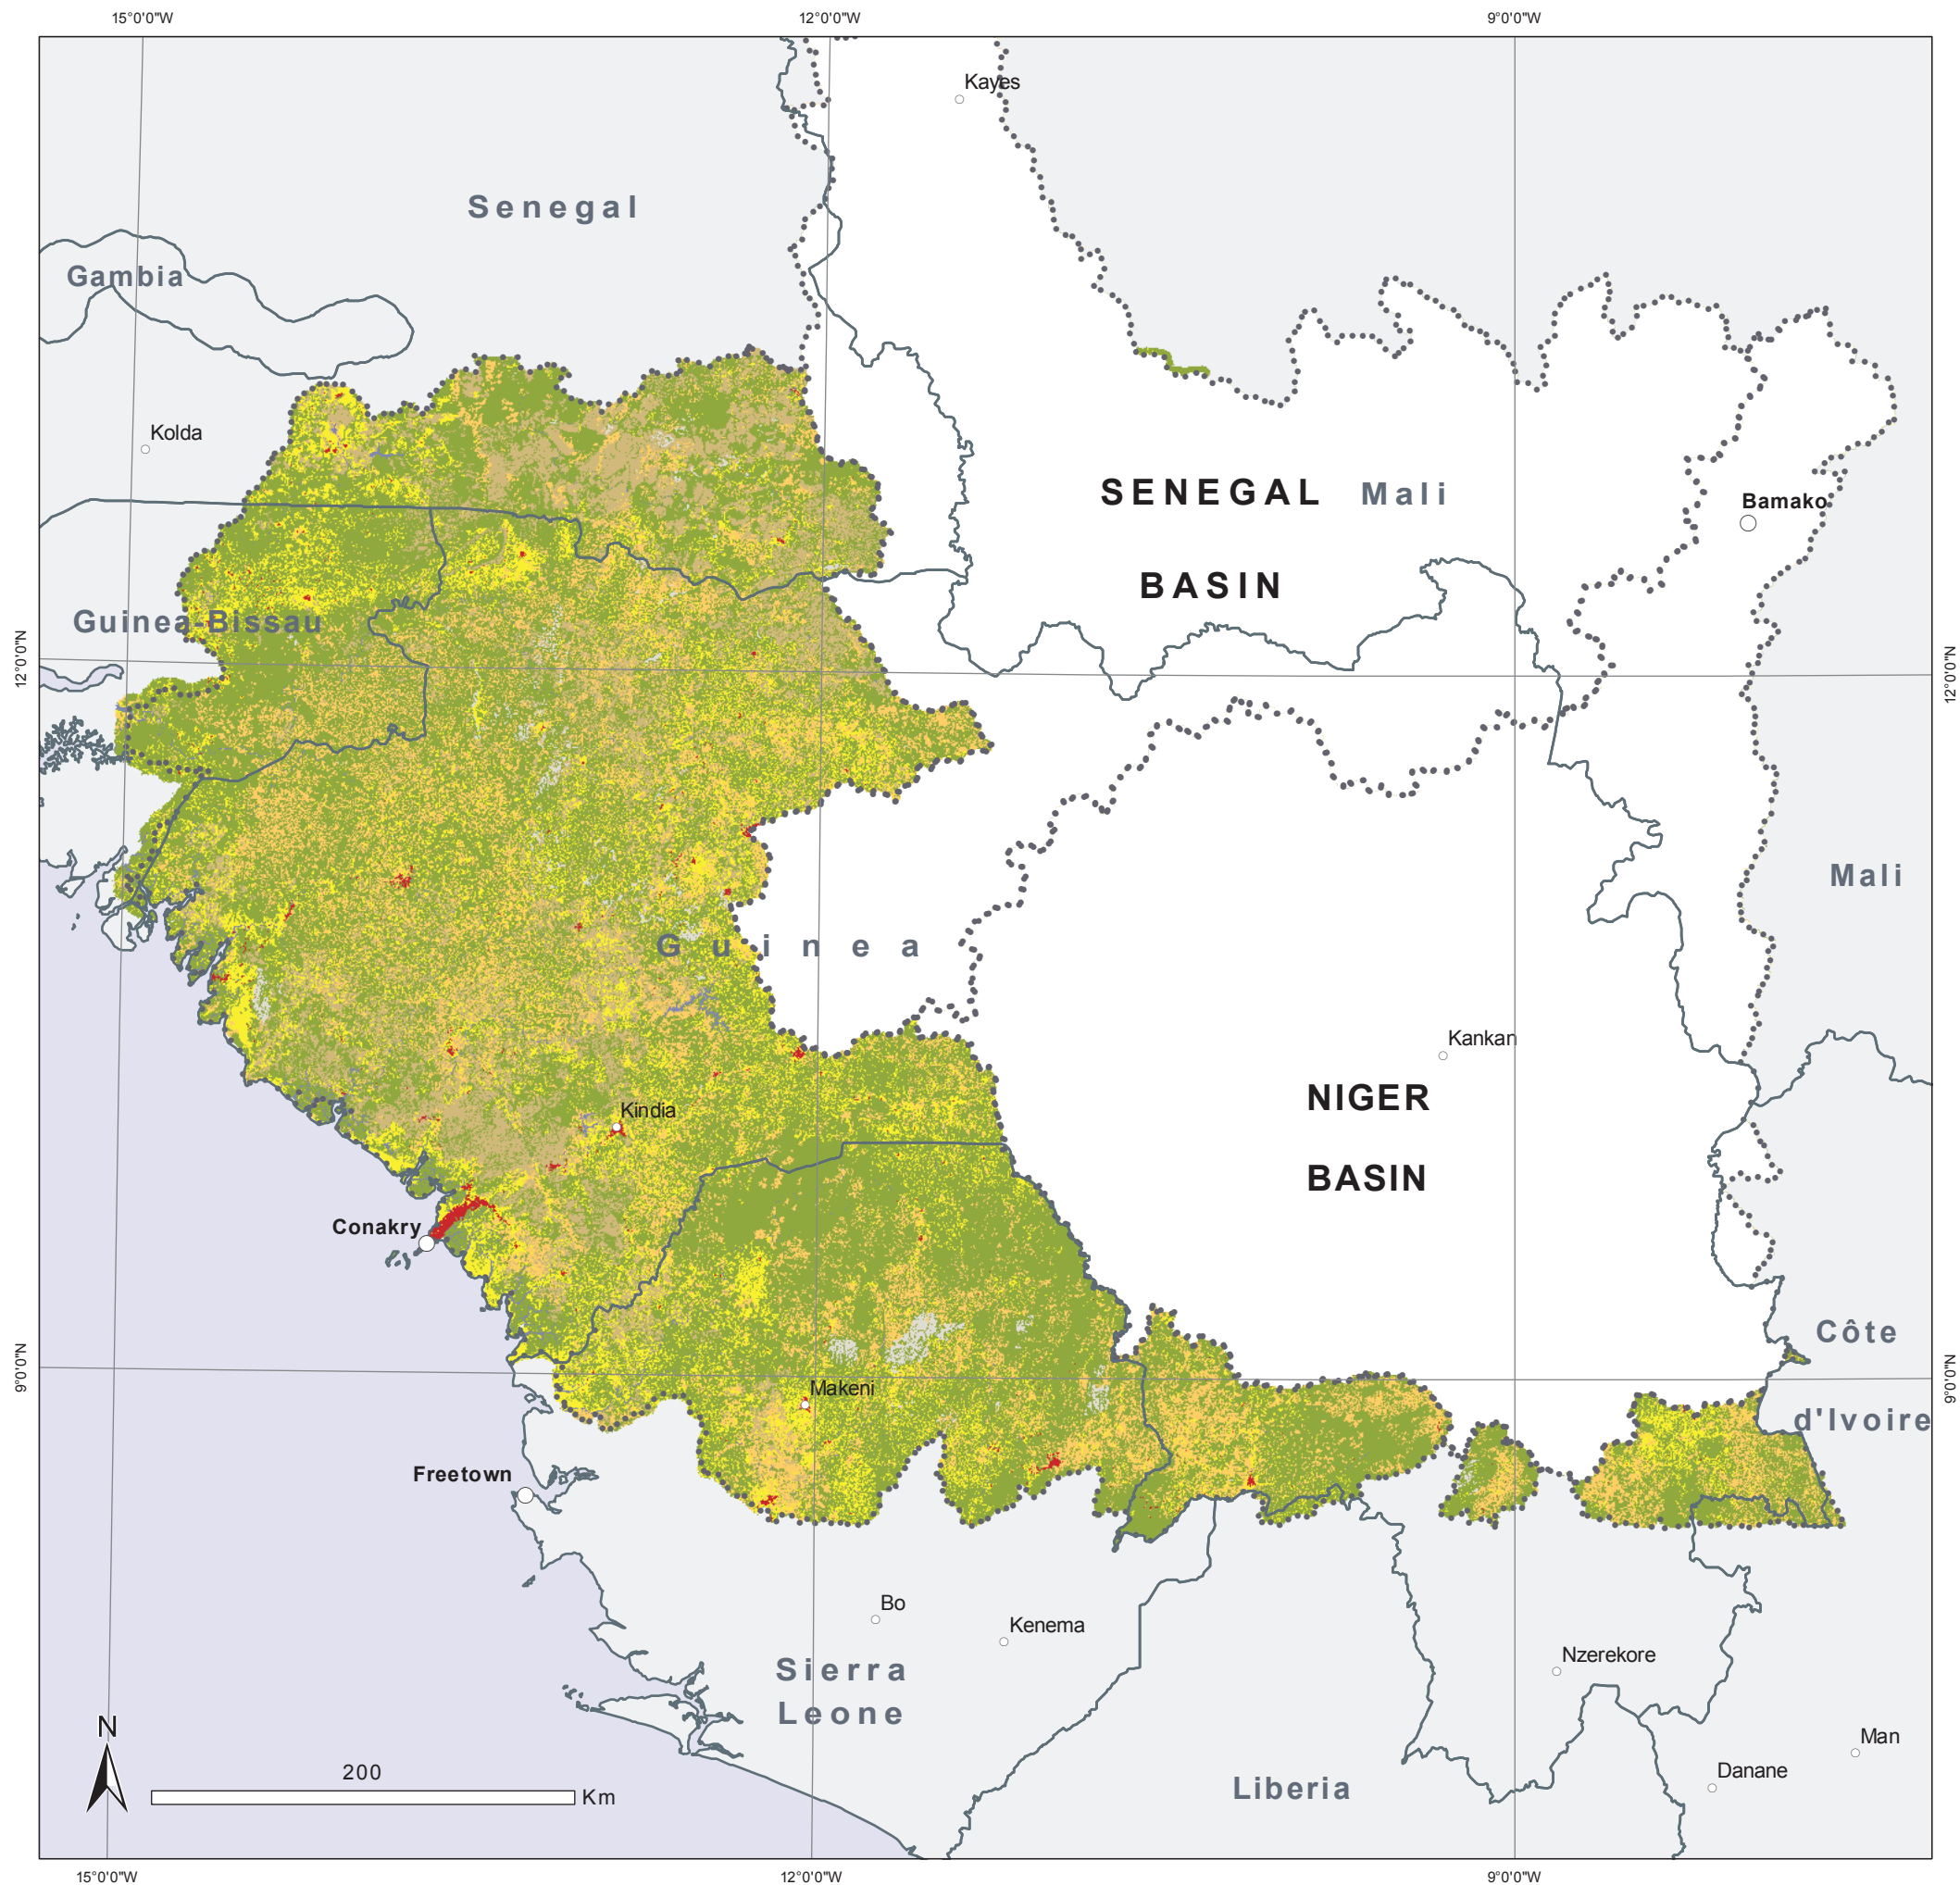 15°0'0"W
12°0'0"W
9°0'0"W
Kayes
Senegal
Gambia
Kolda
SENEGAL
Mali
Bamako
BASIN
Guinea-Bissau
12°0'0"N
12°0'0"N
Mali
Guinea
Kankan
NIGER
Kindia
BASIN
Conakry
Côte
9°0'0"N
9°0'0"N
Makeni
d'Ivoire
Freetown
Bo
Kenema
Nzerekore
Sierra
Leone
N
Man
200
Km
Danane
Liberia
15°0'0"W
12°0'0"W
9°0'0"W